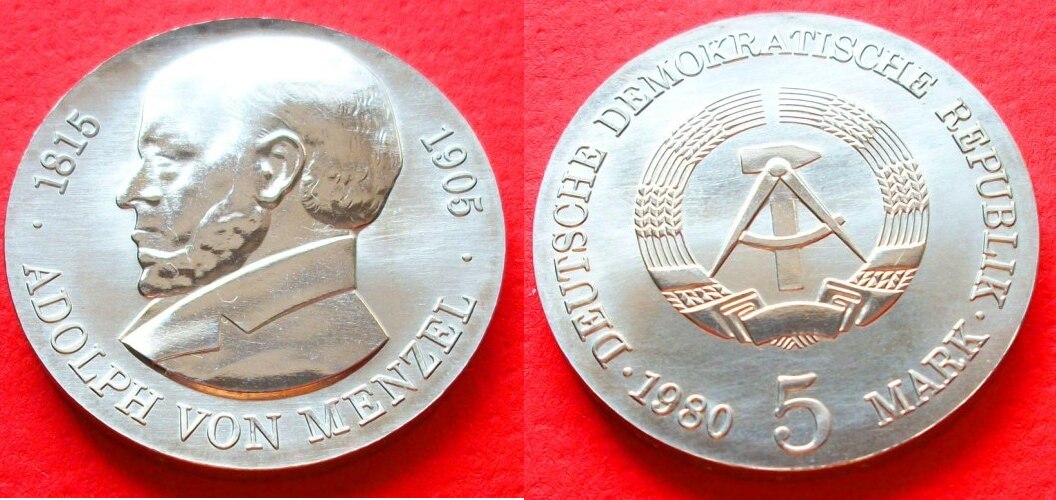 · 1815
1905 ·
ADOLPH VON MENZEL
DEUTSCHE DEMOKRATISCHE REPUBLIK
· 1980 5 MARK ·